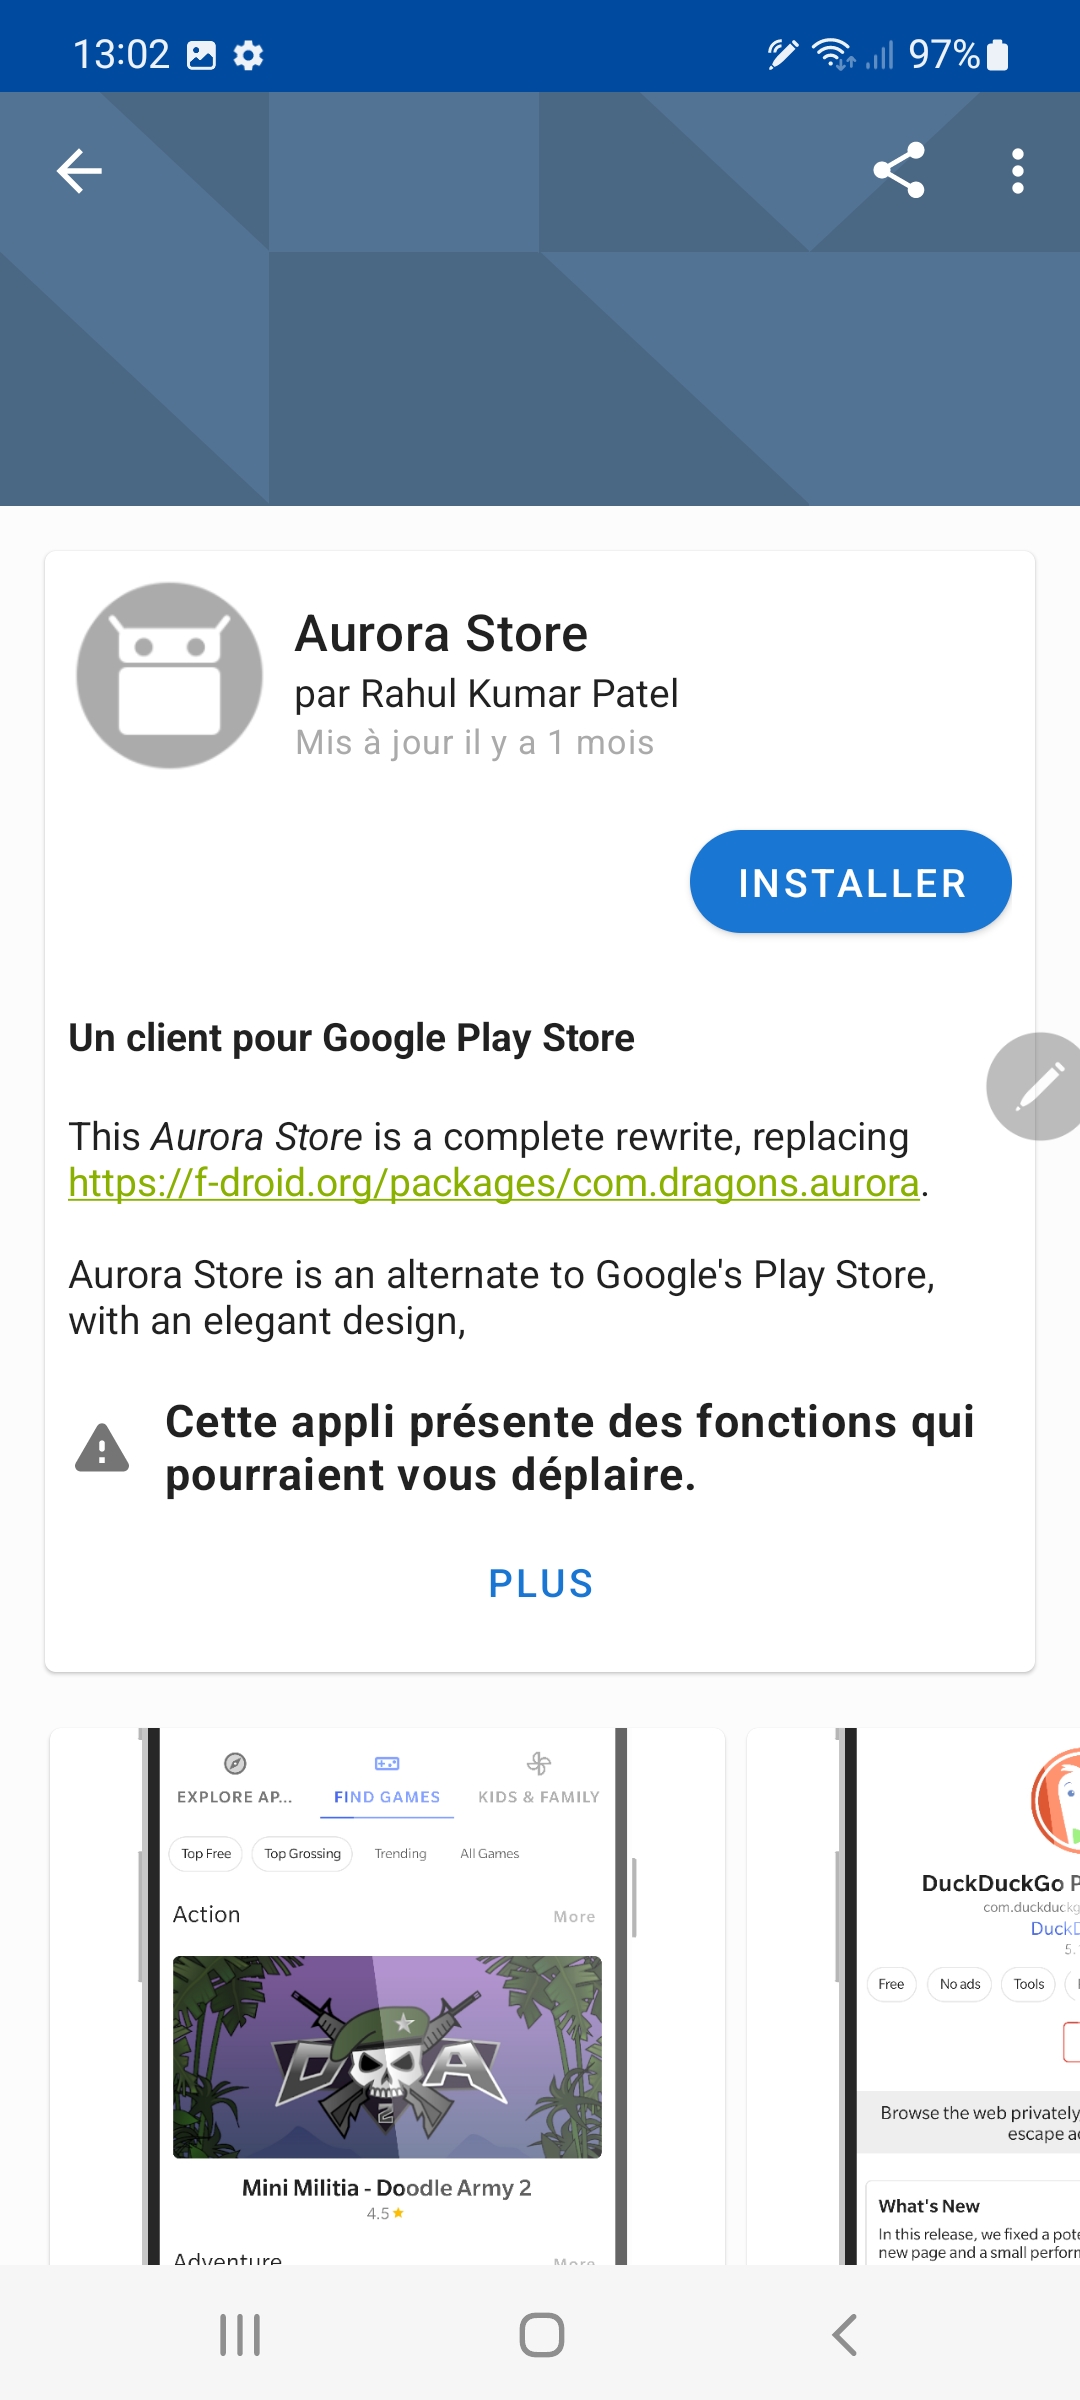 13:02
97%
Aurora Store
par Rahul Kumar Patel
Mis à jour il y a 1 mois
INSTALLER
Un client pour Google Play Store
This Aurora Store is a complete rewrite, replacing
https://f-droid.org/packages/com.dragons.aurora.
Aurora Store is an alternate to Google's Play Store,
with an elegant design,
Cette appli présente des fonctions qui
pourraient vous déplaire.
PLUS
EXPLORE AP...
FIND GAMES
KIDS & FAMILY
Top Free
Top Grossing
Trending
All Games
Action
More
D A
2
Mini Militia - Doodle Army 2
4.5
Adventure
More
DuckDuckGo P
com.duckduckg
DuckD
5.
Free
No ads
Tools
Browse the web privately,
escape a
What's New
In this release, we fixed a pote
new page and a small perform